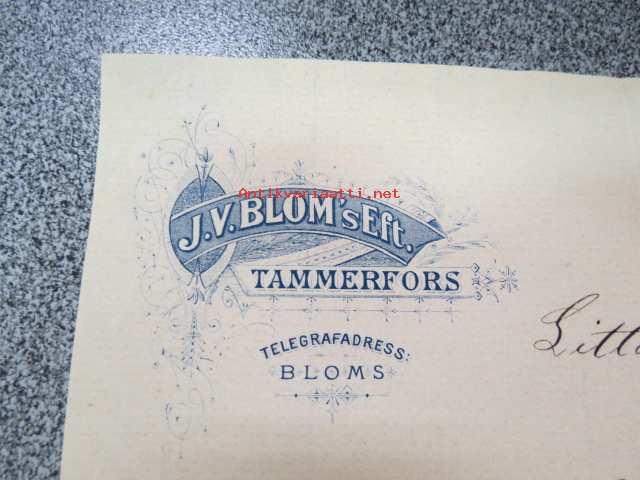 Antikvariaatti.net
J.V. BLOM's Eft.
TAMMERFORS
TELEGRAFADRESS:
BLOMS